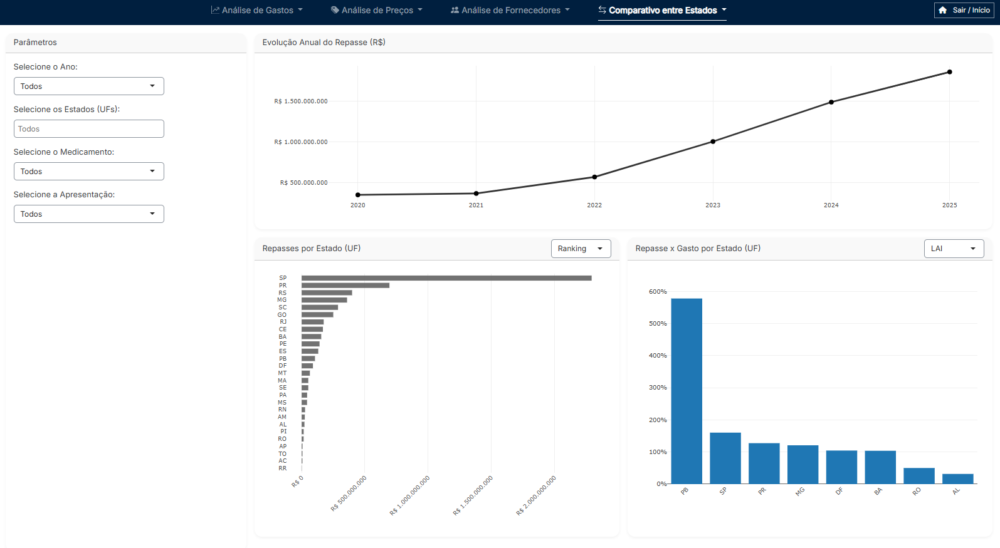 Análise de Gastos
Análise de Preços
Análise de Fornecedores
Comparativo entre Estados
Sair / Início
Parâmetros
Selecione o Ano:
Todos
Selecione os Estados (UFs):
Todos
Selecione o Medicamento:
Todos
Selecione a Apresentação:
Todos
Evolução Anual do Repasse (R$)
R$ 1.500.000.000
R$ 1.000.000.000
R$ 500.000.000
2020 2021 2022 2023 2024 2025
Repasses por Estado (UF)
Ranking
SP
PR
RS
MG
SC
GO
RJ
CE
BA
PE
ES
PB
DF
MT
MA
SE
PA
MS
RN
AM
AL
PI
RO
AP
TO
AC
RR
R$ 0
R$ 500.000.000
R$ 1.000.000.000
R$ 1.500.000.000
R$ 2.000.000.000
Repasse x Gasto por Estado (UF)
LAI
600%
500%
400%
300%
200%
100%
0%
PB SP PR MG DF BA RO AL